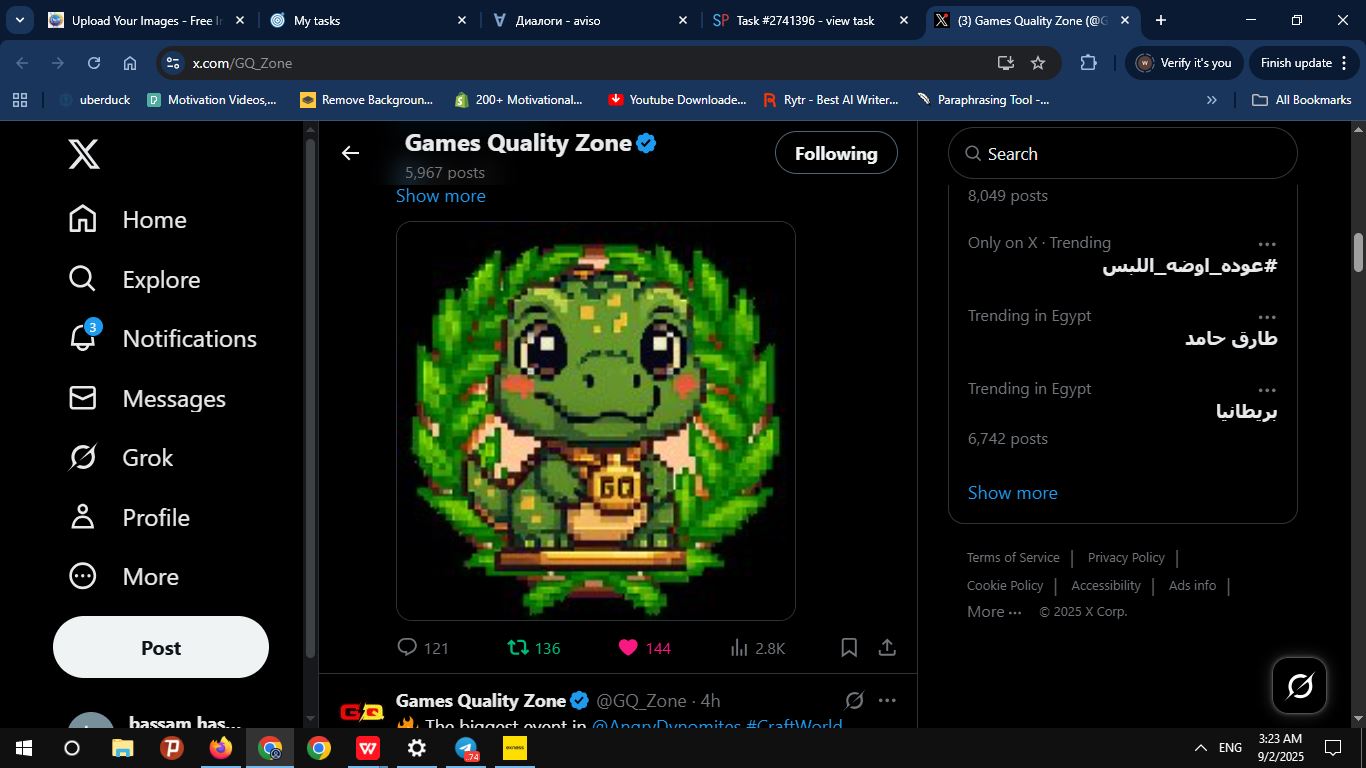 Upload Your Images - Free In
My tasks
Диалоги - aviso
SP Task #2741396 - view task
(3) Games Quality Zone (@G
x.com/GQ_Zone
Verify it's you
Finish update
uberduck
Motivation Videos,...
Remove Backgroun...
200+ Motivational...
Youtube Downloade...
Rytr - Best AI Writer...
Paraphrasing Tool -...
All Bookmarks
Home
Explore
3
Notifications
Messages
Grok
Profile
More
Post
bassam has...
Games Quality Zone
5,967 posts
Following
Show more
GQ
121
136
144
2.8K
G/Q
Games Quality Zone @GQ_Zone · 4h
The biggest event in @AngryDynomites #CraftWorld
Search
8,049 posts
Only on X · Trending
#عوده_اوضه_اللبس
Trending in Egypt
طارق حامد
Trending in Egypt
بريطانيا
6,742 posts
Show more
Terms of Service | Privacy Policy |
Cookie Policy | Accessibility | Ads info |
More ··· © 2025 X Corp.
74
exness
ENG
3:23 AM
9/2/2025